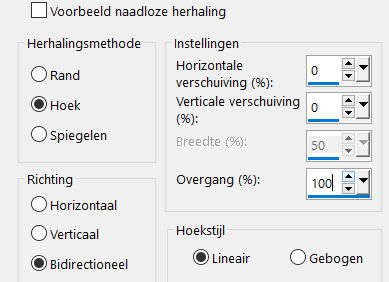 Voorbeeld naadloze herhaling
Herhalingsmethode
Rand
Hoek
Spiegelen
Richting
Horizontaal
Verticaal
Bidirectioneel
Instellingen
Horizontale
verschuiving (%):
0
Verticale verschuiving
(%):
0
Breedte (%):
50
Overgang (%):
100
Hoekstijl
Lineair
Gebogen